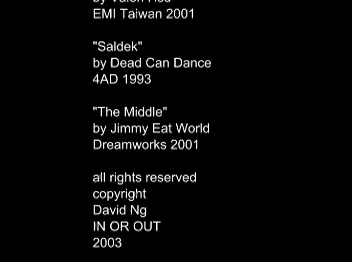 EMI Taiwan 2001
"Saldek"
by Dead Can Dance
4AD 1993
"The Middle"
by Jimmy Eat World
Dreamworks 2001
all rights reserved
copyright
David Ng
IN OR OUT
2003